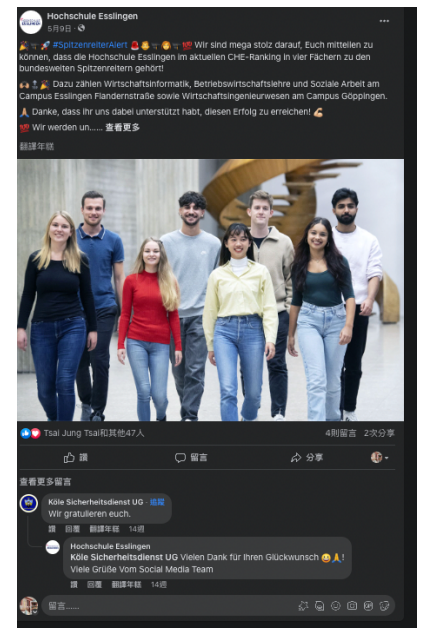 Hochschule Esslingen
5月9日 ·
#SpitzenreiterAlert Wir sind mega stolz darauf, Euch mitteilen zu
können, dass die Hochschule Esslingen im aktuellen CHE-Ranking in vier Fächern zu den
bundesweiten Spitzenreitern gehört!
Dazu zählen Wirtschaftsinformatik, Betriebswirtschaftslehre und Soziale Arbeit am
Campus Esslingen Flandernstraße sowie Wirtschaftsingenieurwesen am Campus Göppingen.
Danke, dass ihr uns dabei unterstützt habt, diesen Erfolg zu erreichen!
Wir werden un...... 查看更多
翻譯年糕
Tsai Jung Tsai和其他47人 4則留言 2次分享
讚 留言 分享
查看更多留言
Köle Sicherheitsdienst UG · 追蹤
Wir gratulieren euch.
讚 回覆 翻譯年糕 14週
Hochschule Esslingen
Köle Sicherheitsdienst UG Vielen Dank für Ihren Glückwunsch !
Viele Grüße Vom Social Media Team
讚 回覆 翻譯年糕 14週
留言......